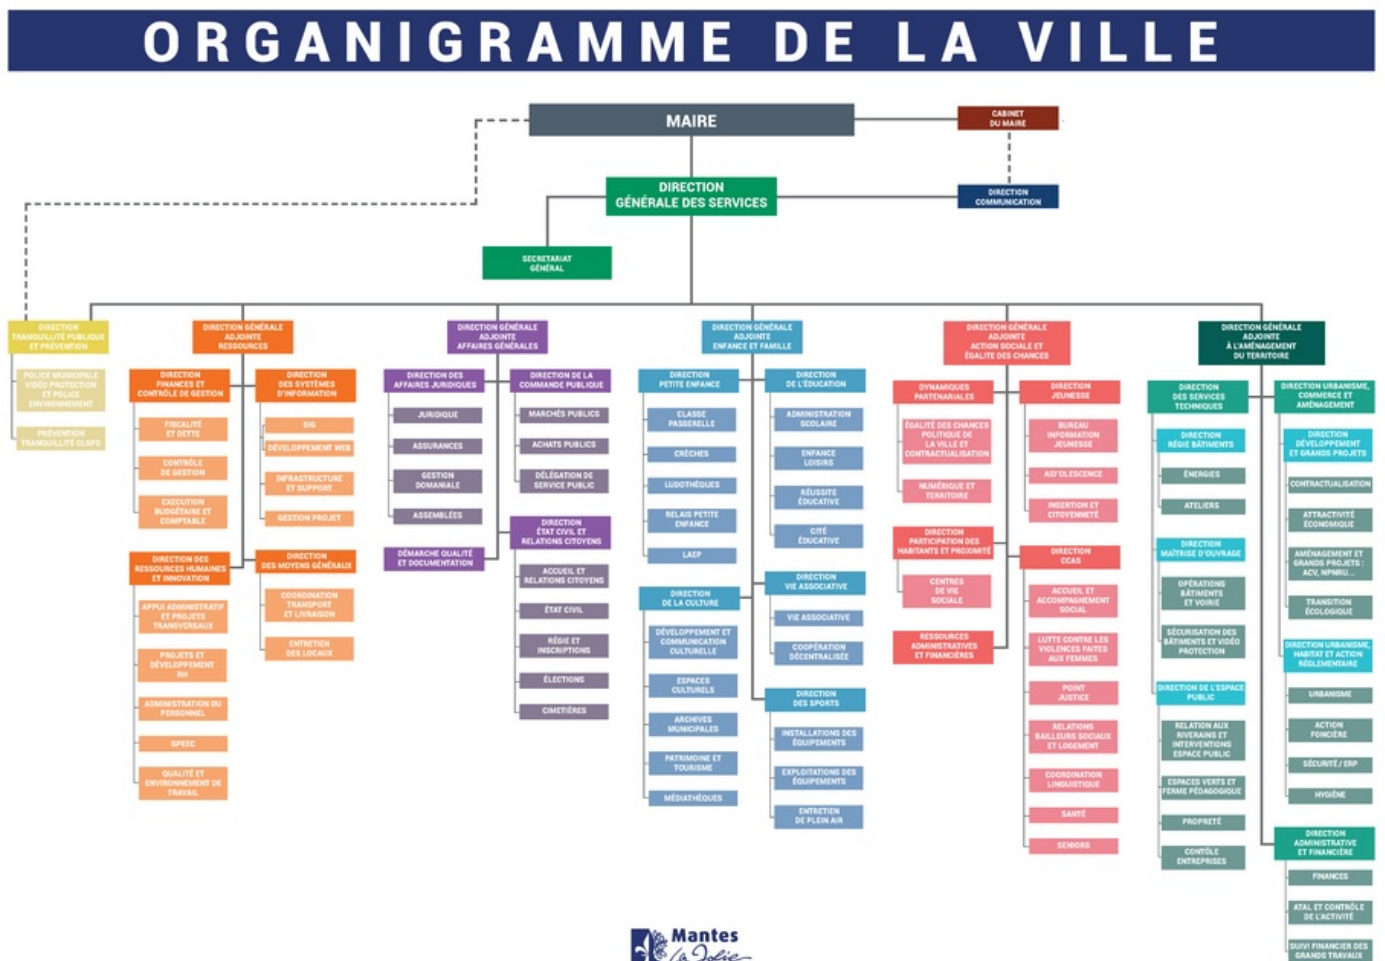 ORGANIGRAMME DE LA VILLE
MAIRE
CABINET
DU MAIRE
DIRECTION
GÉNÉRALE DES SERVICES
DIRECTION
COMMUNICATION
SECRETARIAT
GÉNÉRAL
DIRECTION
TRANQUILLITÉ PUBLIQUE
ET PRÉVENTION
POLICE MUNICIPALE
VIDÉO PROTECTION
ET POLICE
ENVIRONNEMENT
PRÉVENTION
TRANQUILLITÉ CLSPD
DIRECTION GÉNÉRALE
ADJOINTE
RESSOURCES
DIRECTION
FINANCES ET
CONTRÔLE DE GESTION
FISCALITÉ
ET DETTE
CONTRÔLE
DE GESTION
EXECUTION
BUDGÉTAIRE ET
COMPTABLE
DIRECTION DES
RESSOURCES HUMAINES
ET INNOVATION
APPUI ADMINISTRATIF
ET PROJETS
TRANSVERSAUX
PROJETS ET
DÉVELOPPEMENT
RH
ADMINISTRATION DU
PERSONNEL
GPEEC
QUALITÉ ET
ENVIRONNEMENT DE
TRAVAIL
DIRECTION
DES SYSTÈMES
D'INFORMATION
SIG
DÉVELOPPEMENT WEB
INFRASTRUCTURE
ET SUPPORT
GESTION PROJET
DIRECTION
DES MOYENS GÉNÉRAUX
COORDINATION
TRANSPORT
ET LIVRAISON
ENTRETIEN
DES LOCAUX
DIRECTION GÉNÉRALE
ADJOINTE
AFFAIRES GÉNÉRALES
DIRECTION DES
AFFAIRES JURIDIQUES
JURIDIQUE
ASSURANCES
GESTION
DOMANIALE
ASSEMBLÉES
DÉMARCHE QUALITÉ
ET DOCUMENTATION
DIRECTION DE LA
COMMANDE PUBLIQUE
MARCHÉS PUBLICS
ACHATS PUBLICS
DÉLÉGATION DE
SERVICE PUBLIC
DIRECTION
ÉTAT CIVIL ET
RELATIONS CITOYENS
ACCUEIL ET
RELATIONS CITOYENS
ÉTAT CIVIL
RÉGIE ET
INSCRIPTIONS
ÉLECTIONS
CIMETIÈRES
DIRECTION GÉNÉRALE
ADJOINTE
ENFANCE ET FAMILLE
DIRECTION
PETITE ENFANCE
CLASSE
PASSERELLE
CRÈCHES
LUDOTHÈQUES
RELAIS PETITE
ENFANCE
LAEP
DIRECTION
DE LA CULTURE
DÉVELOPPEMENT ET
COMMUNICATION
CULTURELLE
ESPACES
CULTURELS
ARCHIVES
MUNICIPALES
PATRIMOINE ET
TOURISME
MÉDIATHÈQUES
DIRECTION
DE L'ÉDUCATION
ADMINISTRATION
SCOLAIRE
ENFANCE
LOISIRS
RÉUSSITE
ÉDUCATIVE
CITÉ
ÉDUCATIVE
DIRECTION
VIE ASSOCIATIVE
VIE ASSOCIATIVE
COOPÉRATION
DÉCENTRALISÉE
DIRECTION
DES SPORTS
INSTALLATIONS DES
ÉQUIPEMENTS
EXPLOITATIONS DES
ÉQUIPEMENTS
ENTRETIEN
DE PLEIN AIR
DIRECTION GÉNÉRALE
ADJOINTE
ACTION SOCIALE ET
ÉGALITÉ DES CHANCES
DYNAMIQUES
PARTENARIALES
ÉGALITÉ DES CHANCES
POLITIQUE DE
LA VILLE ET
CONTRACTUALISATION
NUMÉRIQUE ET
TERRITOIRE
DIRECTION
PARTICIPATION DES
HABITANTS ET PROXIMITÉ
CENTRES
DE VIE
SOCIALE
RESSOURCES
ADMINISTRATIVES
ET FINANCIÈRES
DIRECTION
JEUNESSE
BUREAU
INFORMATION
JEUNESSE
AID'OLESCENCE
INSERTION ET
CITOYENNETÉ
DIRECTION
CCAS
ACCUEIL ET
ACCOMPAGNEMENT
SOCIAL
LUTTE CONTRE LES
VIOLENCES FAITES
AUX FEMMES
POINT
JUSTICE
RELATIONS
BAILLEURS SOCIAUX
ET LOGEMENT
COORDINATION
LINGUISTIQUE
SANTÉ
SENIORS
DIRECTION GÉNÉRALE
ADJOINTE
À L'AMÉNAGEMENT
DU TERRITOIRE
DIRECTION
DES SERVICES
TECHNIQUES
DIRECTION
RÉGIE BÂTIMENTS
ÉNERGIES
ATELIERS
DIRECTION
MAÎTRISE D'OUVRAGE
OPÉRATIONS
BÂTIMENTS
ET VOIRIE
SÉCURISATION DES
BÂTIMENTS ET VIDÉO
PROTECTION
DIRECTION DE L'ESPACE
PUBLIC
RELATION AUX
RIVERAINS ET
INTERVENTIONS
ESPACE PUBLIC
ESPACES VERTS ET
FERME PÉDAGOGIQUE
PROPRETÉ
CONTÔLE
ENTREPRISES
DIRECTION URBANISME,
COMMERCE ET
AMÉNAGEMENT
DIRECTION
DÉVELOPPEMENT
ET GRANDS PROJETS
CONTRACTUALISATION
ATTRACTIVITÉ
ÉCONOMIQUE
AMÉNAGEMENT ET
GRANDS PROJETS :
ACV, NPNRU...
TRANSITION
ÉCOLOGIQUE
DIRECTION URBANISME,
HABITAT ET ACTION
RÉGLEMENTAIRE
URBANISME
ACTION
FONCIÈRE
SÉCURITÉ / ERP
HYGIÈNE
DIRECTION
ADMINISTRATIVE
ET FINANCIÈRE
FINANCES
ATAL ET CONTRÔLE
DE L'ACTIVITÉ
SUIVI FINANCIER DES
GRANDS TRAVAUX
Mantes
la Jolie